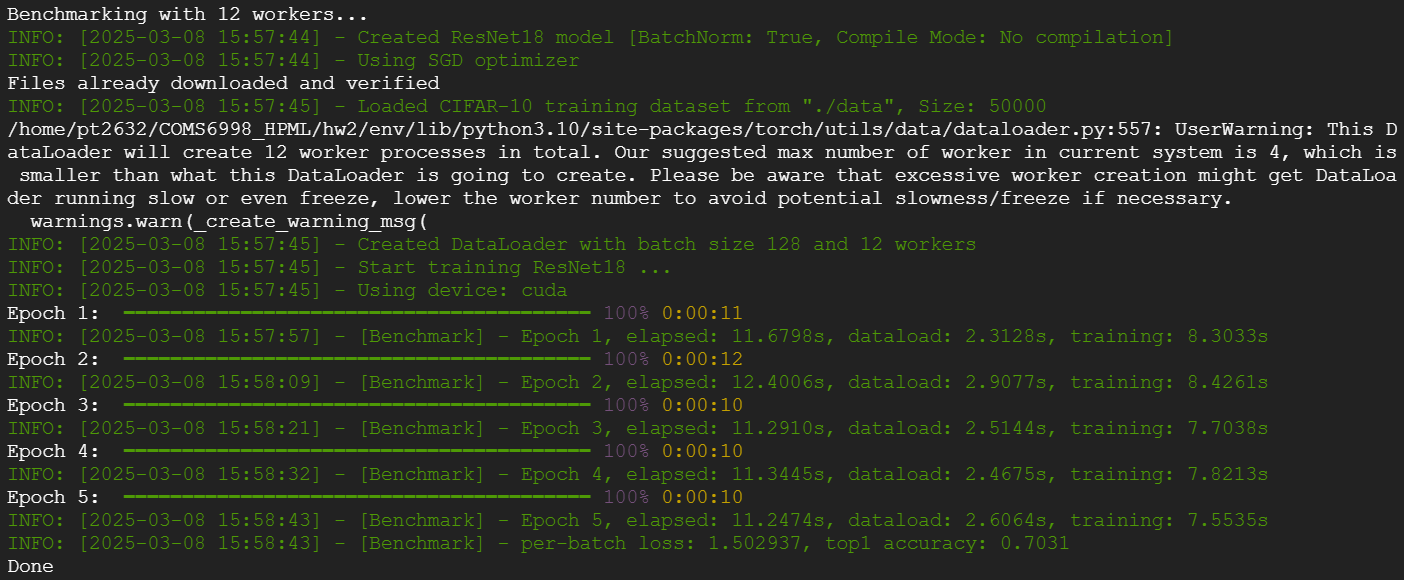 Benchmarking with 12 workers...
INFO: [2025-03-08 15:57:44] - Created ResNet18 model [BatchNorm: True, Compile Mode: No compilation]
INFO: [2025-03-08 15:57:44] - Using SGD optimizer
Files already downloaded and verified
INFO: [2025-03-08 15:57:45] - Loaded CIFAR-10 training dataset from "./data", Size: 50000
/home/pt2632/COMS6998_HPML/hw2/env/lib/python3.10/site-packages/torch/utils/data/dataloader.py:557: UserWarning: This D
ataLoader will create 12 worker processes in total. Our suggested max number of worker in current system is 4, which is
 smaller than what this DataLoader is going to create. Please be aware that excessive worker creation might get DataLoa
der running slow or even freeze, lower the worker number to avoid potential slowness/freeze if necessary.
  warnings.warn(_create_warning_msg(
INFO: [2025-03-08 15:57:45] - Created DataLoader with batch size 128 and 12 workers
INFO: [2025-03-08 15:57:45] - Start training ResNet18 ...
INFO: [2025-03-08 15:57:45] - Using device: cuda
Epoch 1: 100% 0:00:11
INFO: [2025-03-08 15:57:57] - [Benchmark] - Epoch 1, elapsed: 11.6798s, dataload: 2.3128s, training: 8.3033s
Epoch 2: 100% 0:00:12
INFO: [2025-03-08 15:58:09] - [Benchmark] - Epoch 2, elapsed: 12.4006s, dataload: 2.9077s, training: 8.4261s
Epoch 3: 100% 0:00:10
INFO: [2025-03-08 15:58:21] - [Benchmark] - Epoch 3, elapsed: 11.2910s, dataload: 2.5144s, training: 7.7038s
Epoch 4: 100% 0:00:10
INFO: [2025-03-08 15:58:32] - [Benchmark] - Epoch 4, elapsed: 11.3445s, dataload: 2.4675s, training: 7.8213s
Epoch 5: 100% 0:00:10
INFO: [2025-03-08 15:58:43] - [Benchmark] - Epoch 5, elapsed: 11.2474s, dataload: 2.6064s, training: 7.5535s
INFO: [2025-03-08 15:58:43] - [Benchmark] - per-batch loss: 1.502937, top1 accuracy: 0.7031
Done